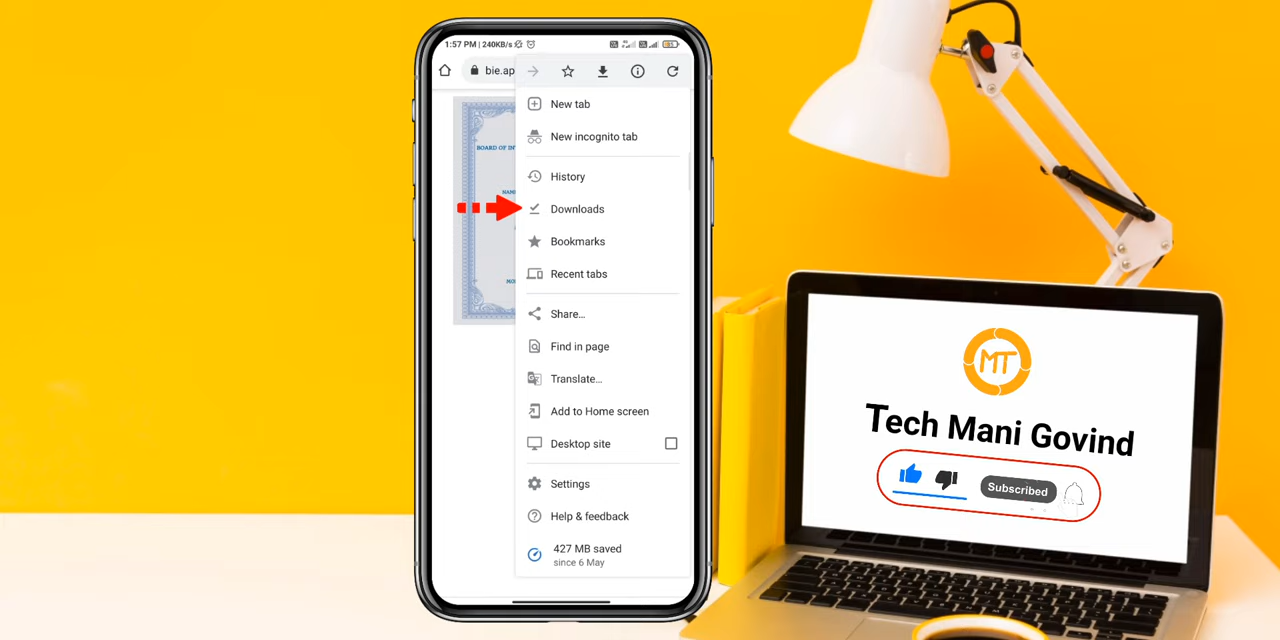 1:57 PM | 240KB/s
bie.ap
New tab
New incognito tab
BOARD OF IN
History
Downloads
Bookmarks
Recent tabs
Share...
Find in page
Translate...
Add to Home screen
Desktop site
Settings
Help & feedback
427 MB saved
since 6 May
MT
Tech Mani Govind
Subscribed